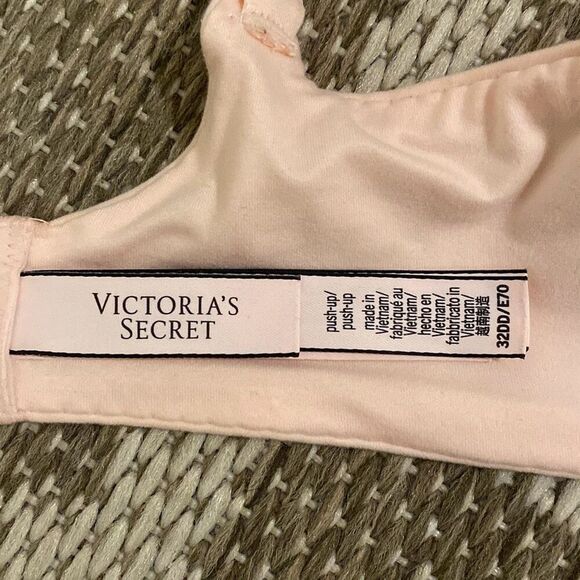 VICTORIA'S
SECRET
push-up/
push-up
made in
Vietnam/
fabriqué au
Vietnam/
hecho en
Vietnam/
fabbricato in
Vietnam/
越南制造
32DD/E70